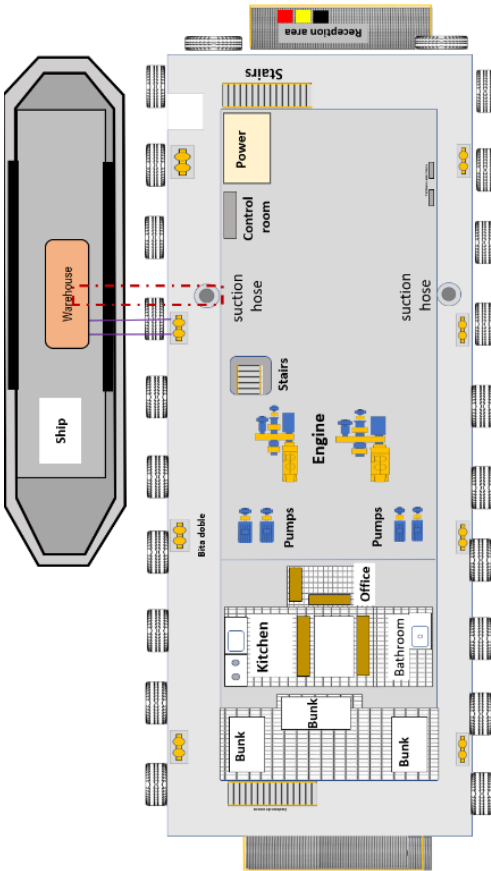 Reception area
Stairs
Power
Control
room
Warehouse
suction
hose
suction
hose
Ship
Stairs
Engine
Bita doble
Pumps
Pumps
Office
Kitchen
Bathroom
Bunk
Bunk
Bunk